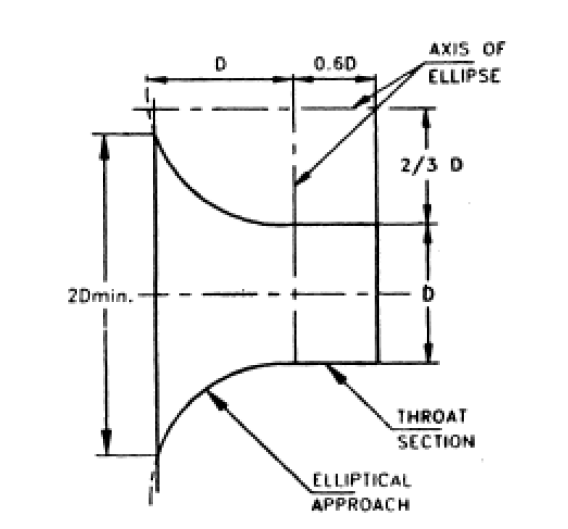 AXIS OF
ELLIPSE
D
0.6D
2/3 D
2Dmin.
D
THROAT
SECTION
ELLIPTICAL
APPROACH